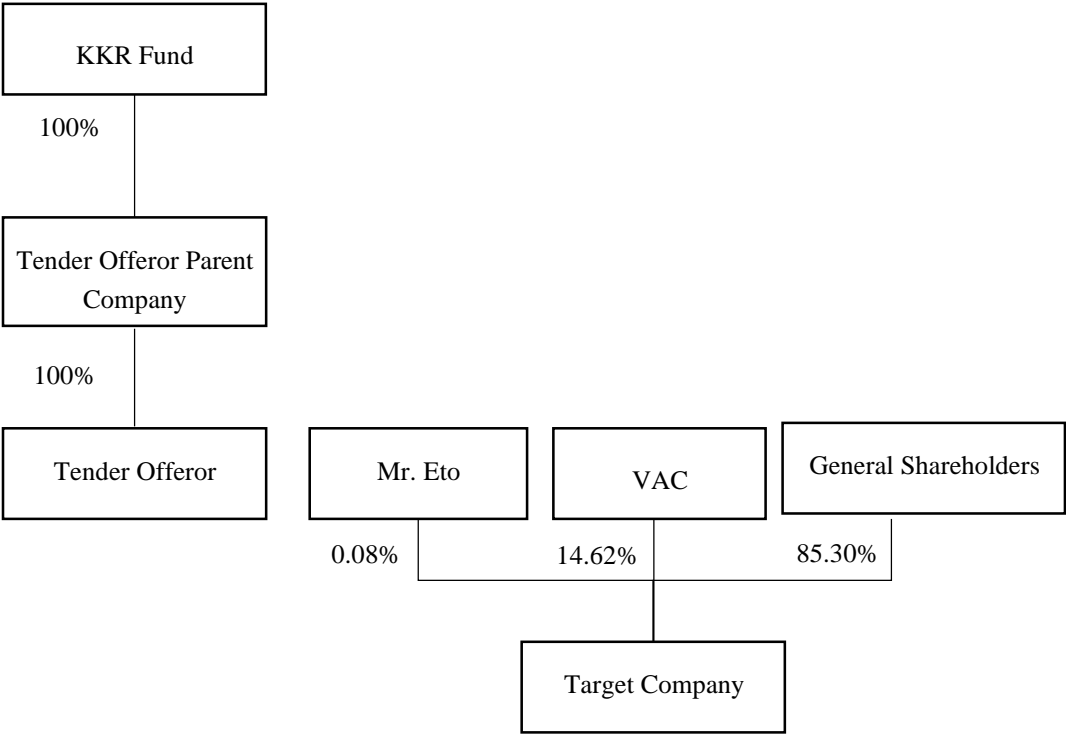 KKR Fund
100%
Tender Offeror Parent
Company
100%
Tender Offeror
Mr. Eto
VAC
General Shareholders
0.08%
14.62%
85.30%
Target Company